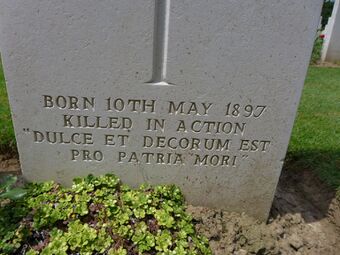 BORN 10TH MAY 1897
KILLED IN ACTION
"DULCE ET DECORUM EST
PRO PATRIA "MORI"